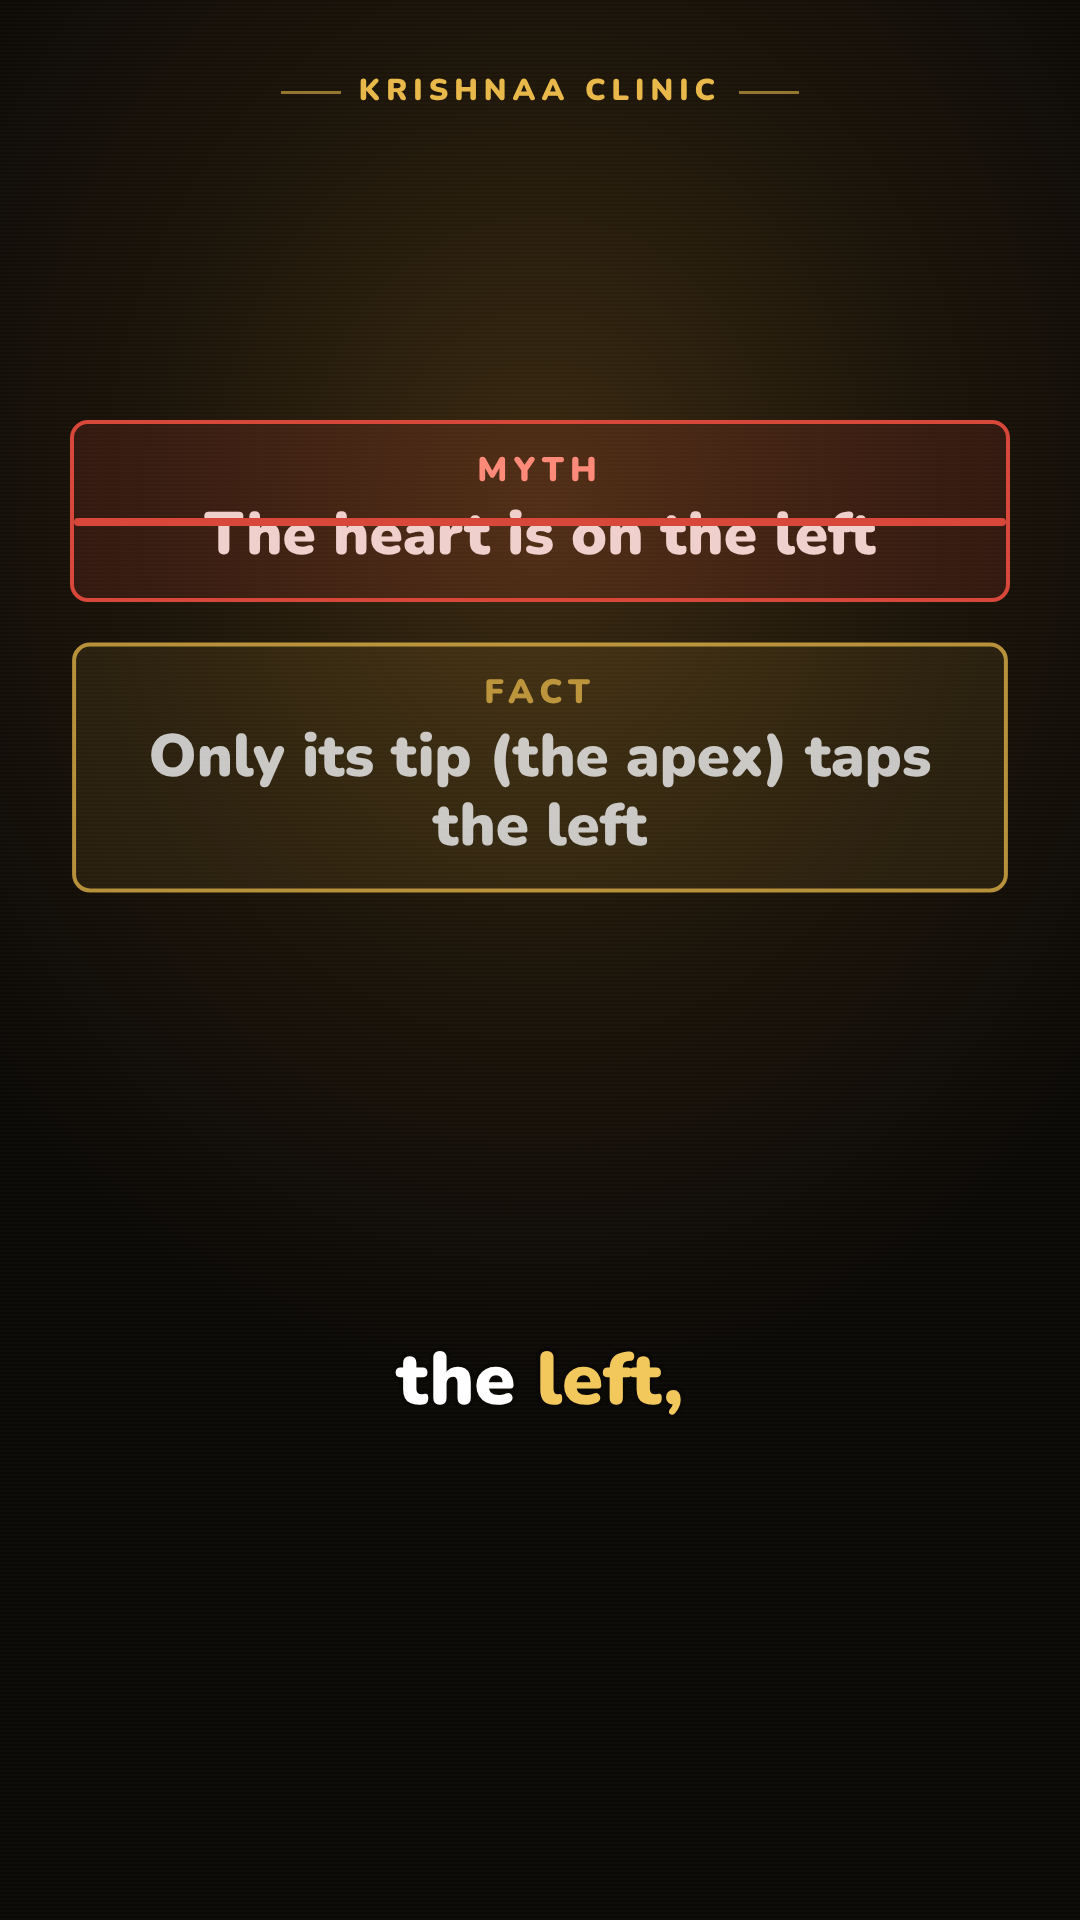 KRISHNAA CLINIC
MYTH
The heart is on the left
FACT
Only its tip (the apex) taps
the left
the left,